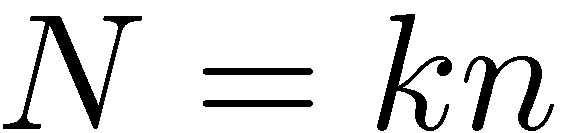 N = kn